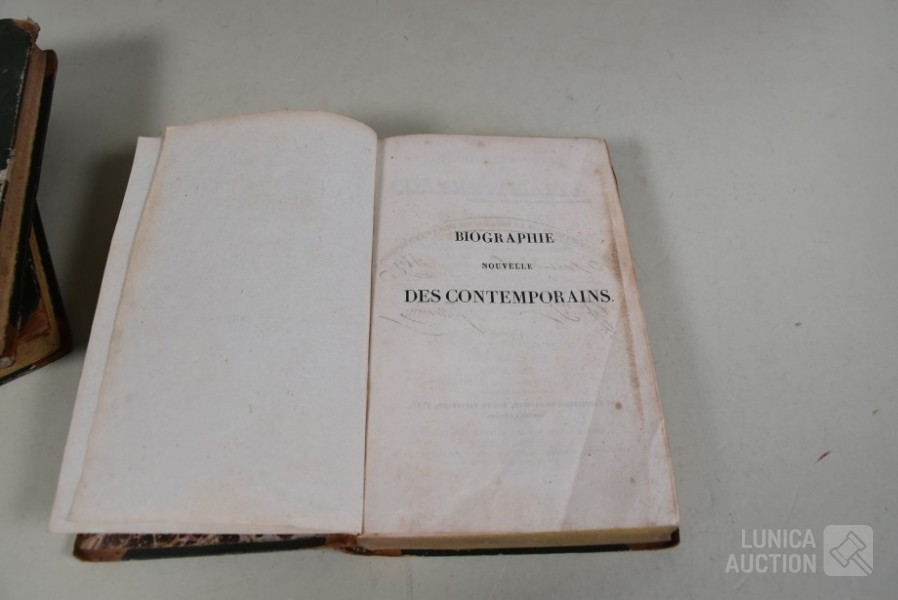 BIOGRAPHIE
NOUVELLE
DES CONTEMPORAINS.
LUNICA
AUCTION